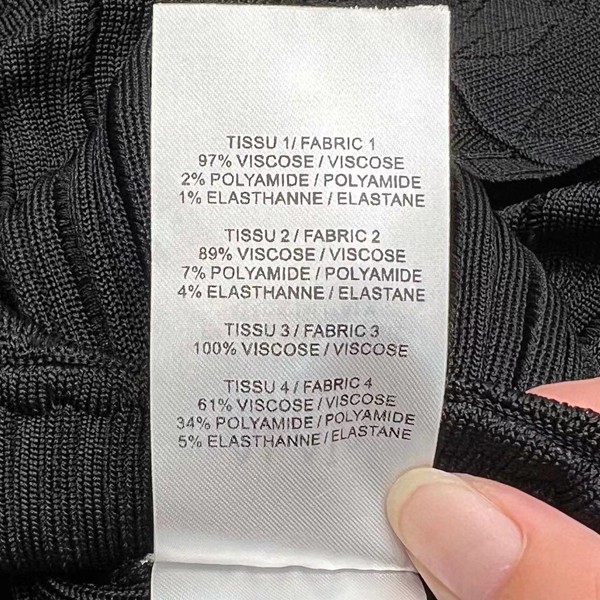 TISSU 1/ FABRIC 1
97% VISCOSE / VISCOSE
2% POLYAMIDE / POLYAMIDE
1% ELASTHANNE / ELASTANE
TISSU 2 / FABRIC 2
89% VISCOSE / VISCOSE
7% POLYAMIDE / POLYAMIDE
4% ELASTHANNE / ELASTANE
TISSU 3 / FABRIC 3
100% VISCOSE / VISCOSE
TISSU 4 / FABRIC 4
61% VISCOSE / VISCOSE
34% POLYAMIDE / POLYAMIDE
5% ELASTHANNE / ELASTANE